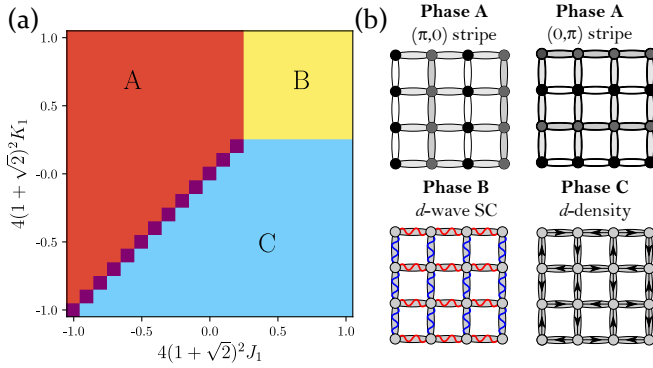 (a)
4(1 + √2)²K₁
1.0
0.5
-0.0
-0.5
-1.0
A
B
C
-1.0 -0.5 0.0 0.5 1.0
4(1 + √2)²J₁
(b)
Phase A
(π,0) stripe
Phase A
(0,π) stripe
Phase B
d-wave SC
Phase C
d-density